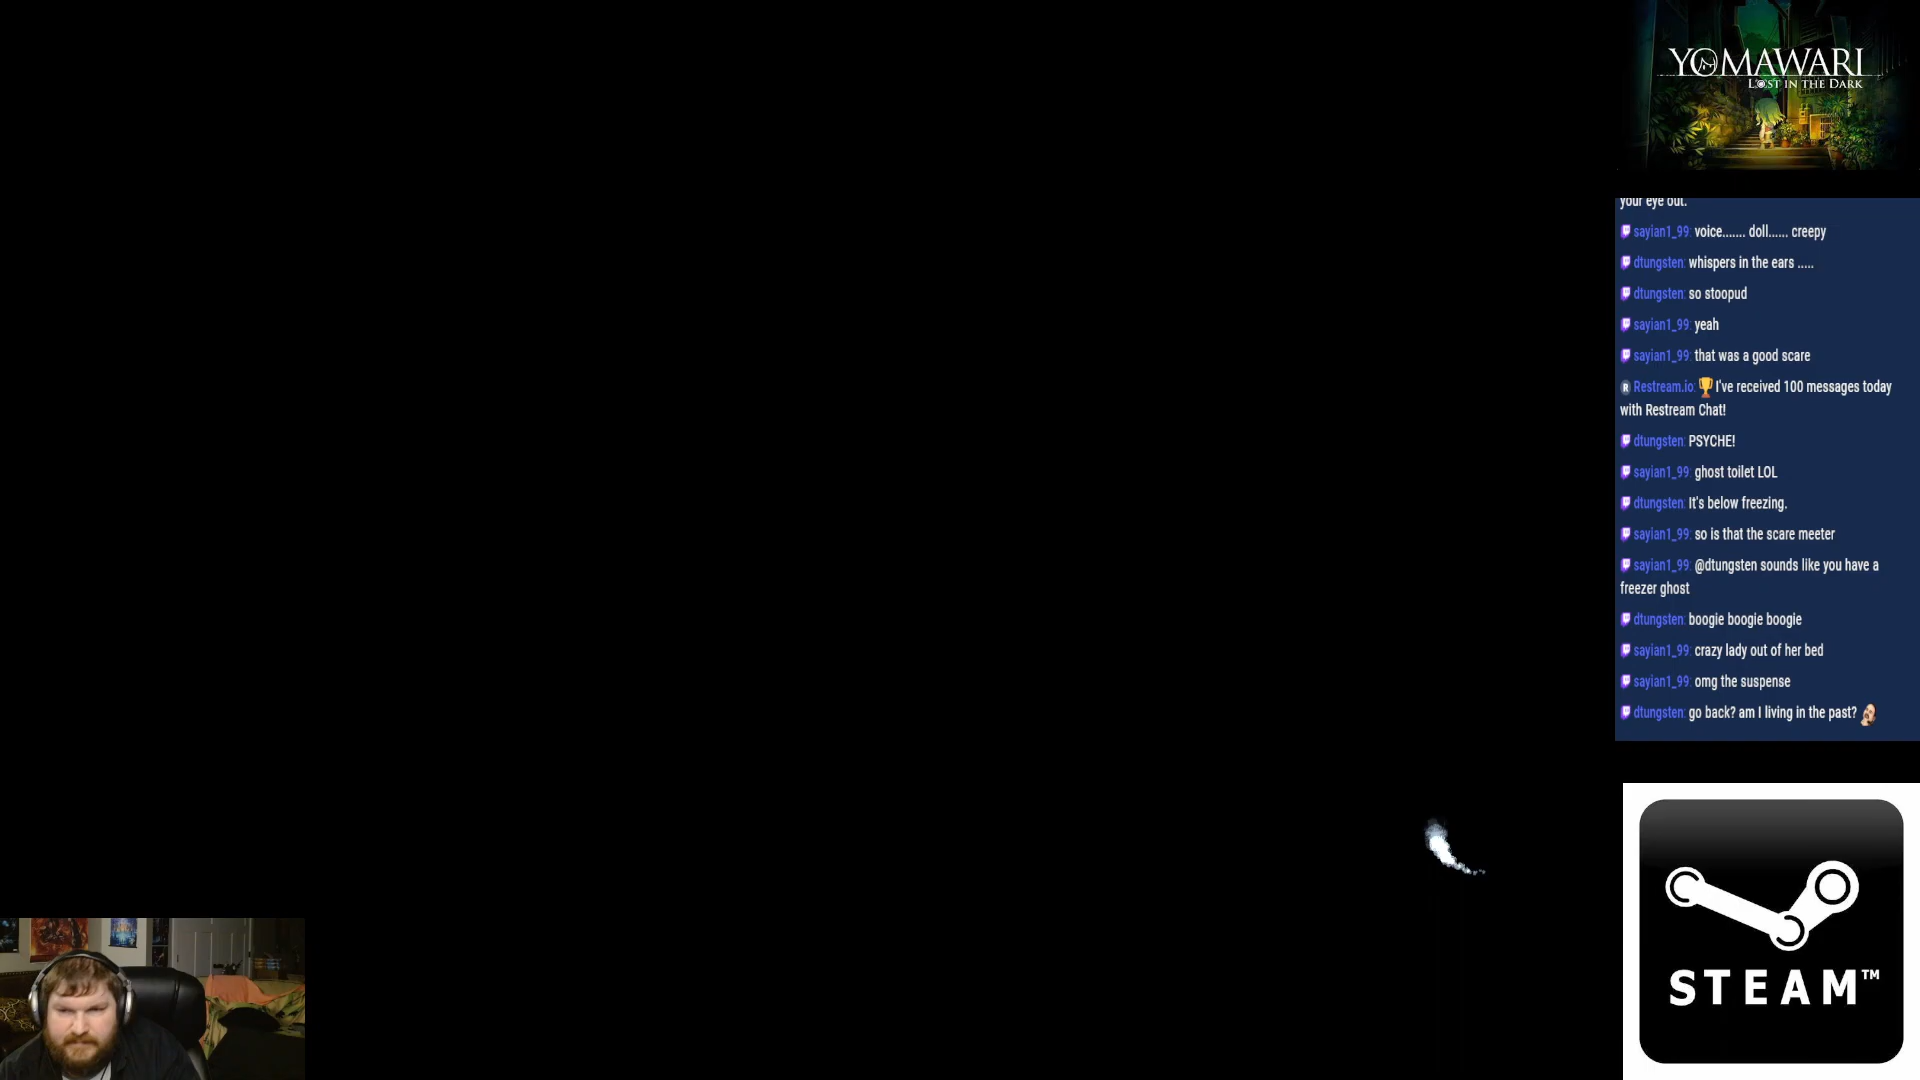 YOMAWARI
LOST IN THE DARK
your eye out.
sayian1_99: voice....... doll...... creepy
dtungsten: whispers in the ears .....
dtungsten: so stoopud
sayian1_99: yeah
sayian1_99: that was a good scare
R Restream.io: I've received 100 messages today
with Restream Chat!
dtungsten: PSYCHE!
sayian1_99: ghost toilet LOL
dtungsten: It's below freezing.
sayian1_99: so is that the scare meeter
sayian1_99: @dtungsten sounds like you have a
freezer ghost
dtungsten: boogie boogie boogie
sayian1_99: crazy lady out of her bed
sayian1_99: omg the suspense
dtungsten: go back? am I living in the past?
STEAM™